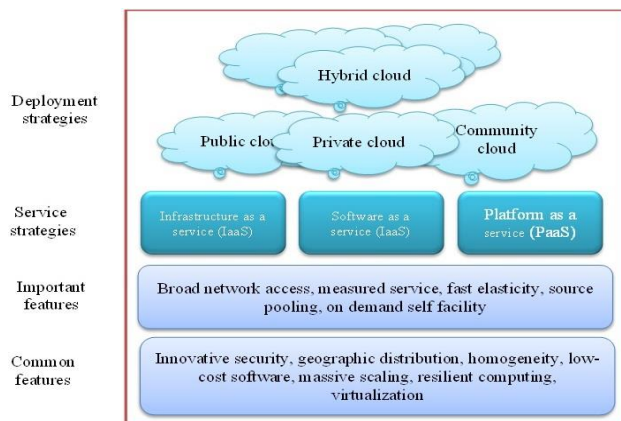 Hybrid cloud
Deployment
strategies
Public clou
Private cloud
Community
cloud
Service
strategies
Infrastructure as a
service (IaaS)
Software as a
service (IaaS)
Platform as a
service (PaaS)
Important
features
Broad network access, measured service, fast elasticity, source
pooling, on demand self facility
Common
features
Innovative security, geographic distribution, homogeneity, low-
cost software, massive scaling, resilient computing,
virtualization